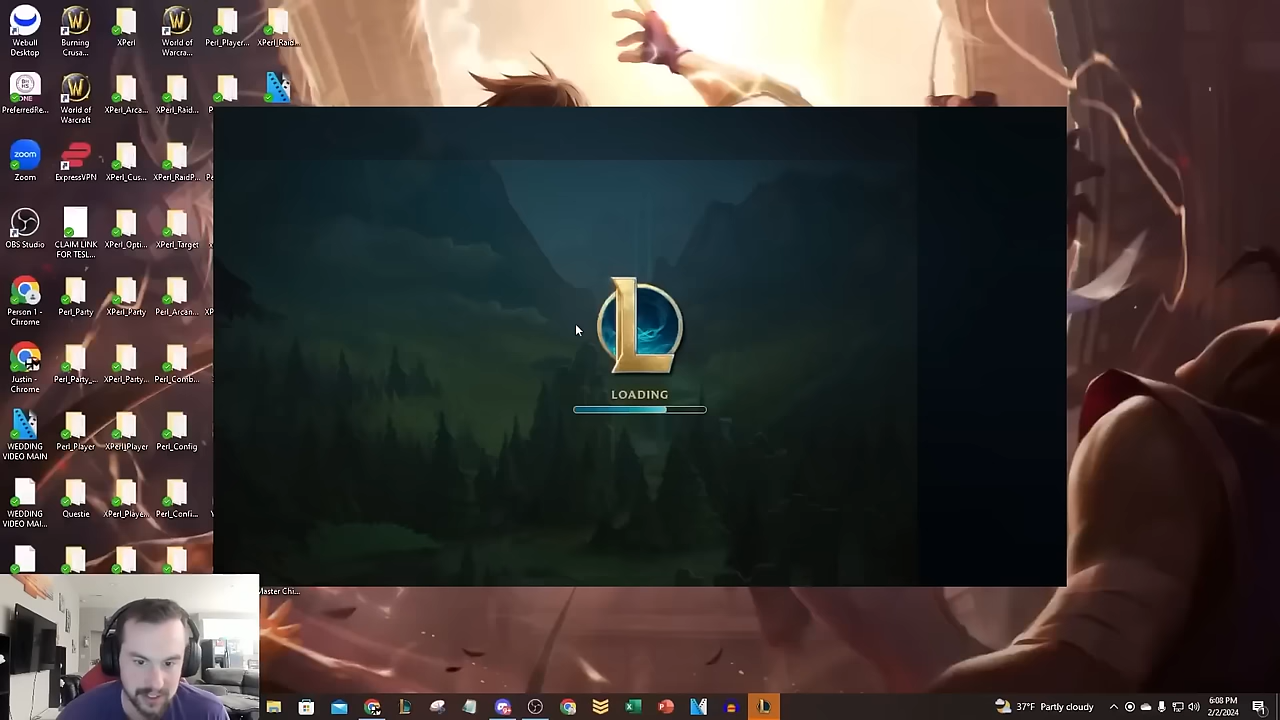 Webull
Desktop
Burning
Crusa...
XPerl
World of
Warcra...
Perl_Player...
XPerl_Raid...
PreferredRe...
World of
Warcraft
XPerl_Arca...
XPerl_Raid...
zoom
Zoom
ExpressVPN
XPerl_Cus...
XPerl_RaidP...
OBS Studio
CLAIM LINK
FOR TESL...
XPerl_Opti...
XPerl_Target
Person 1 -
Chrome
Perl_Party
XPerl_Party
Perl_Arcan...
Justin -
Chrome
Perl_Party_...
XPerl_Party...
Perl_Comb...
WEDDING
VIDEO MAIN
Perl_Player
XPerl_Player
Perl_Config
WEDDING
VIDEO MAI...
Questie
XPerl_Playe...
Perl_Confi...
Master Chi...
L
LOADING
37°F Partly cloudy
6:08 PM
2/2/2024